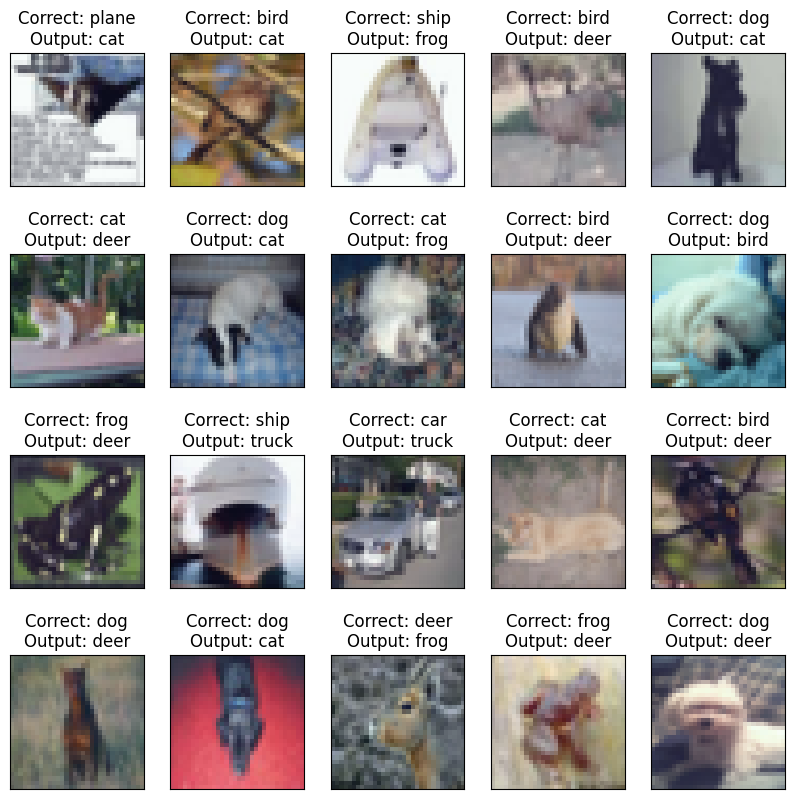 Correct: plane
Output: cat
Correct: bird
Output: cat
Correct: ship
Output: frog
Correct: bird
Output: deer
Correct: dog
Output: cat
Correct: cat
Output: deer
Correct: dog
Output: cat
Correct: cat
Output: frog
Correct: bird
Output: deer
Correct: dog
Output: bird
Correct: frog
Output: deer
Correct: ship
Output: truck
Correct: car
Output: truck
Correct: cat
Output: deer
Correct: bird
Output: deer
Correct: dog
Output: deer
Correct: dog
Output: cat
Correct: deer
Output: frog
Correct: frog
Output: deer
Correct: dog
Output: deer